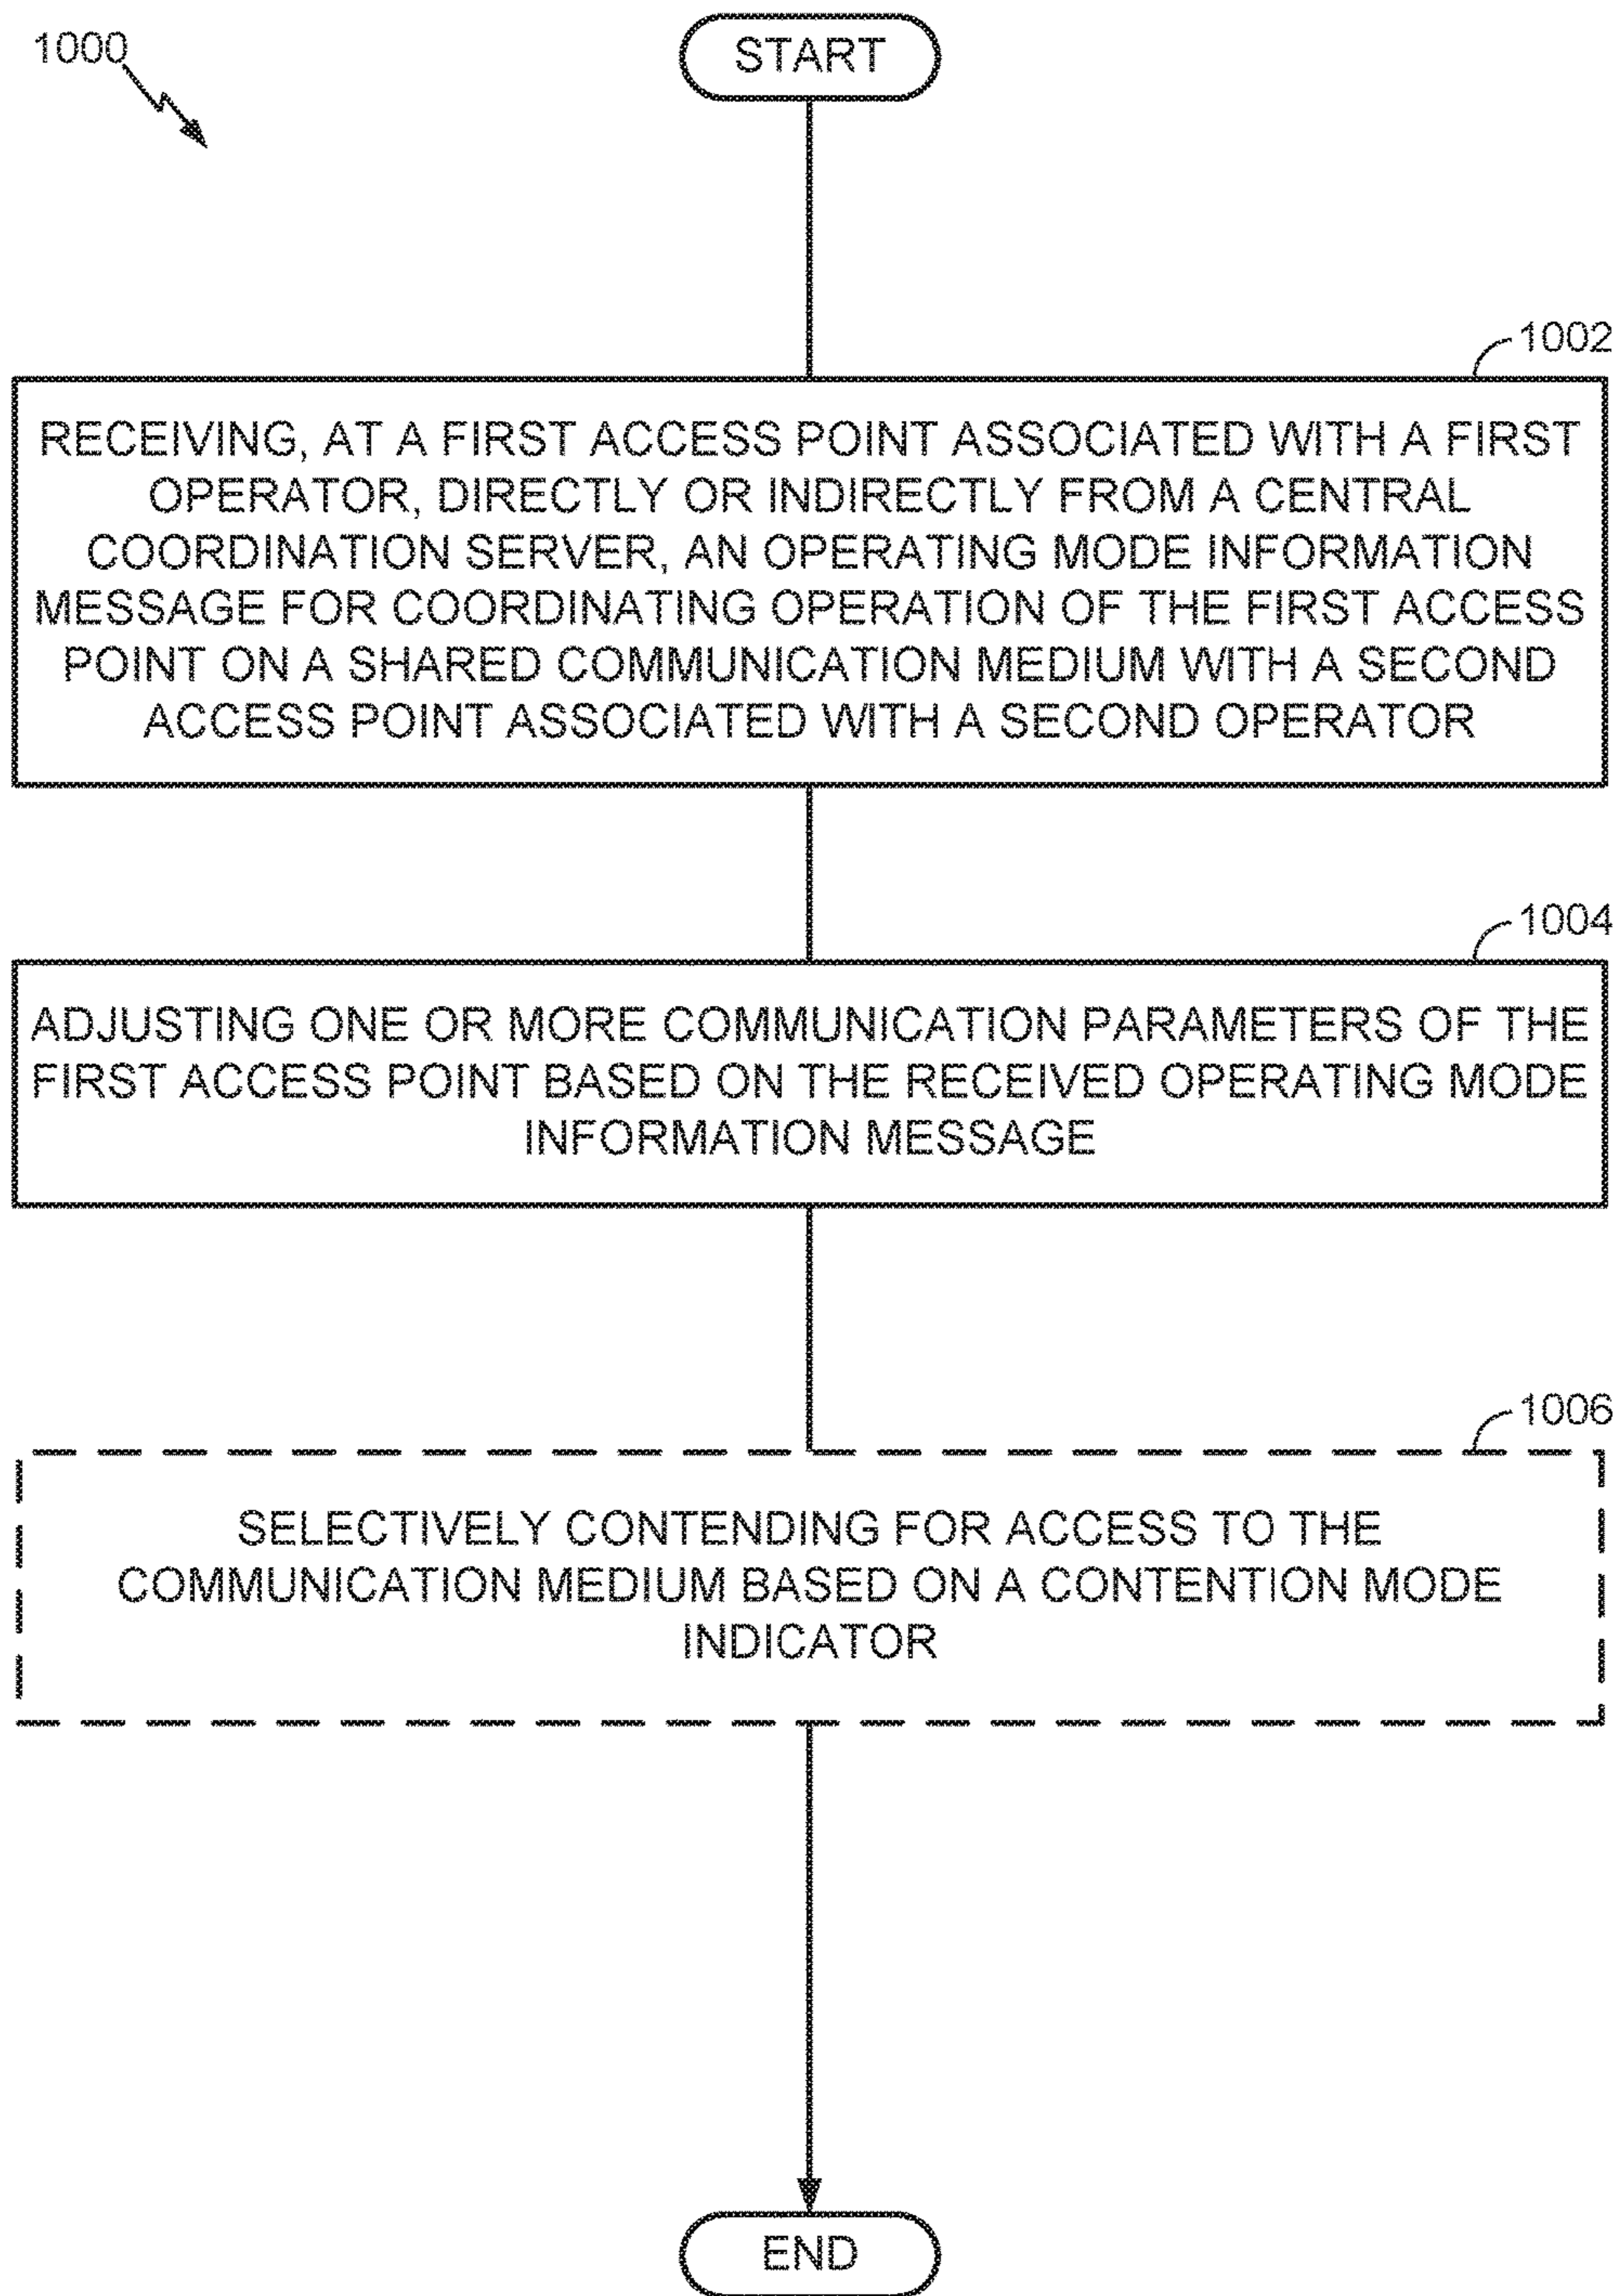 1000
START
1002
RECEIVING, AT A FIRST ACCESS POINT ASSOCIATED WITH A FIRST
OPERATOR, DIRECTLY OR INDIRECTLY FROM A CENTRAL
COORDINATION SERVER, AN OPERATING MODE INFORMATION
MESSAGE FOR COORDINATING OPERATION OF THE FIRST ACCESS
POINT ON A SHARED COMMUNICATION MEDIUM WITH A SECOND
ACCESS POINT ASSOCIATED WITH A SECOND OPERATOR
1004
ADJUSTING ONE OR MORE COMMUNICATION PARAMETERS OF THE
FIRST ACCESS POINT BASED ON THE RECEIVED OPERATING MODE
INFORMATION MESSAGE
1006
SELECTIVELY CONTENDING FOR ACCESS TO THE
COMMUNICATION MEDIUM BASED ON A CONTENTION MODE
INDICATOR
END